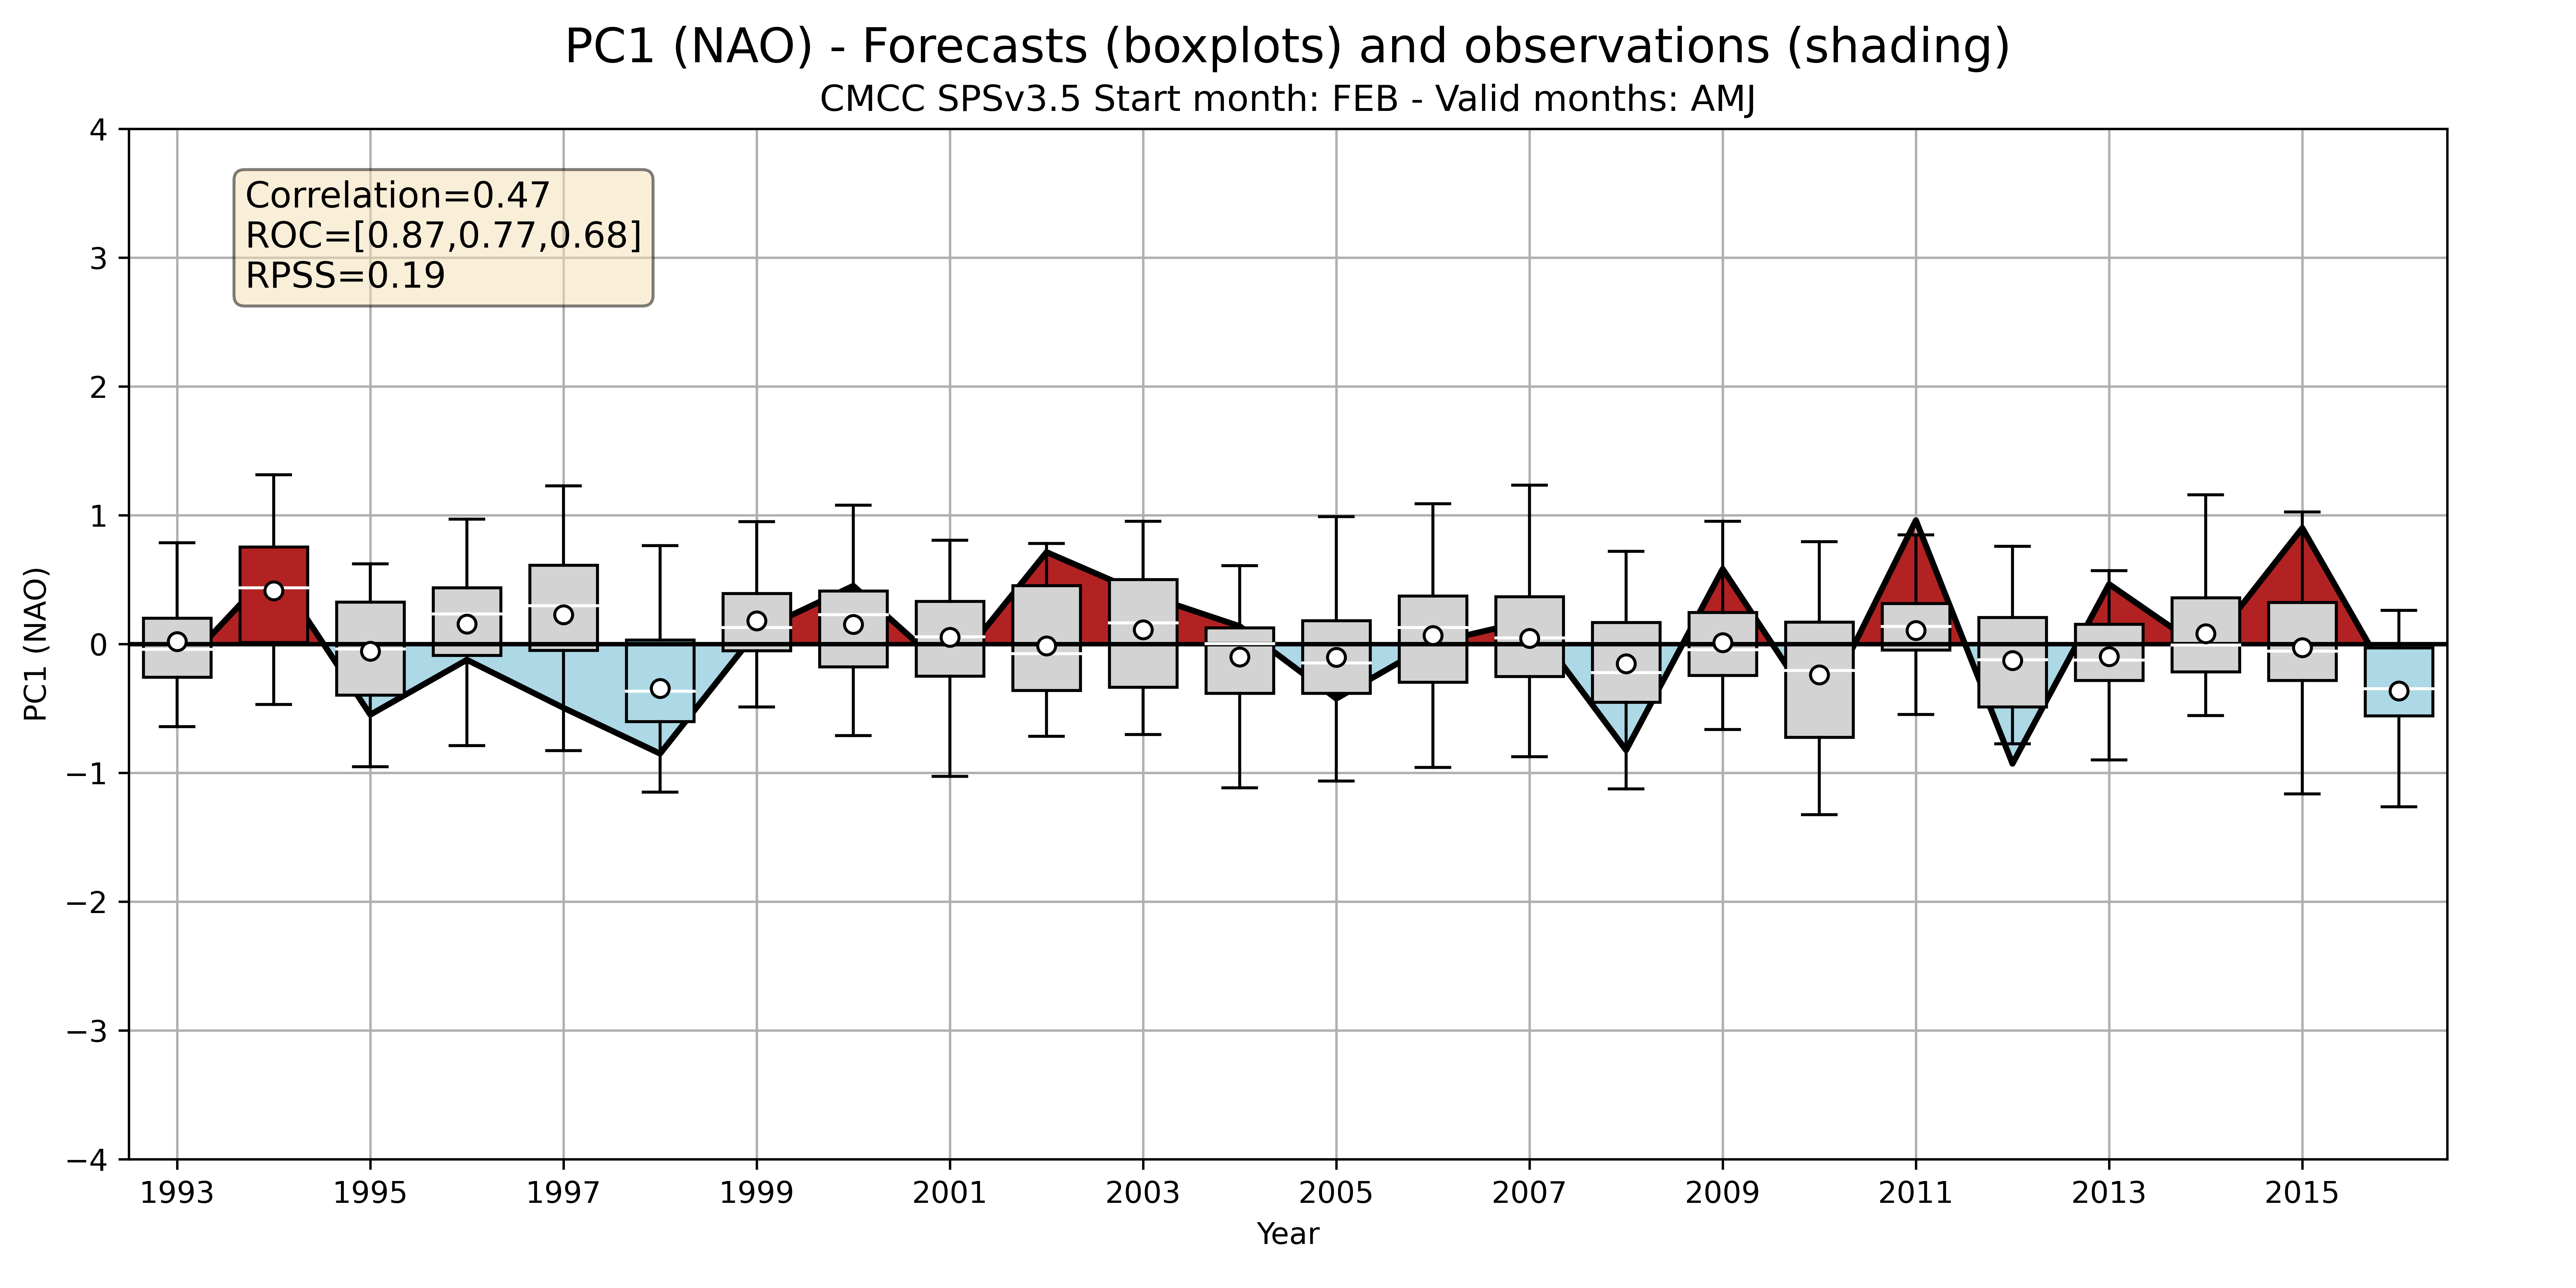 PC1 (NAO) - Forecasts (boxplots) and observations (shading)
CMCC SPSv3.5 Start month: FEB - Valid months: AMJ
Correlation=0.47
ROC=[0.87,0.77,0.68]
RPSS=0.19
PC1 (NAO)
4
3
2
1
0
−1
−2
−3
−4
1993 1995 1997 1999 2001 2003 2005 2007 2009 2011 2013 2015
Year